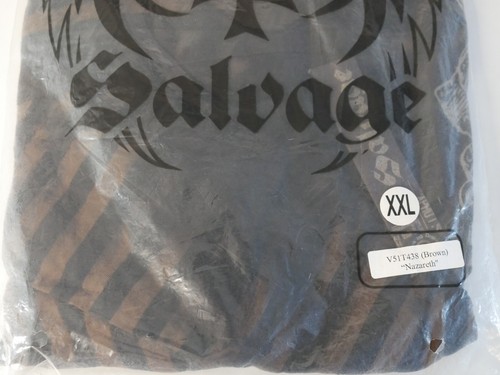 Salvage
XXL
V51T438 (Brown)
"Nazareth"